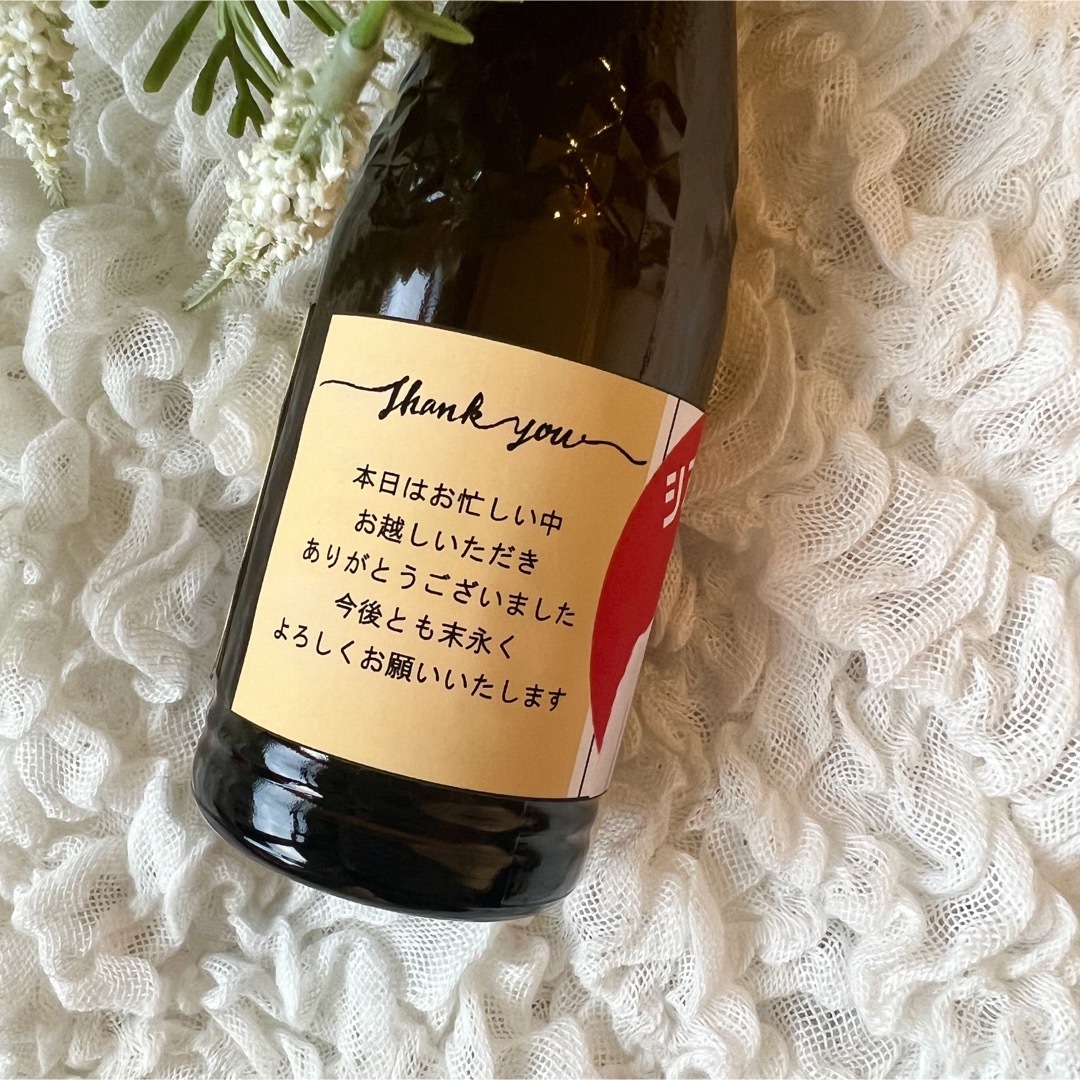 Thank you
本日はお忙しい中
お越しいただき
ありがとうございました
今後とも末永く
よろしくお願いいたします
シ